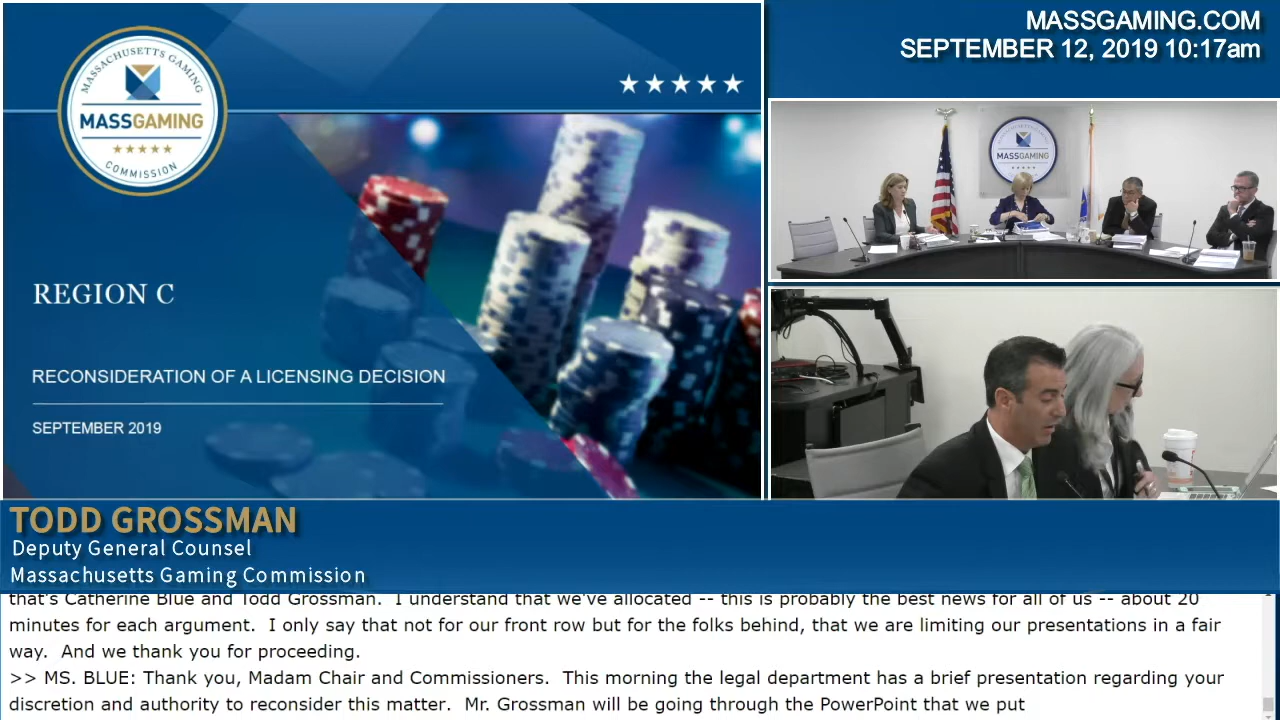 MASSGAMING.COM
SEPTEMBER 12, 2019 10:17am
MASSACHUSETTS GAMING
MASSGAMING
COMMISSION
REGION C
RECONSIDERATION OF A LICENSING DECISION
SEPTEMBER 2019
MASSGAMING
TODD GROSSMAN
Deputy General Counsel
Massachusetts Gaming Commission
that's Catherine Blue and Todd Grossman.  I understand that we've allocated -- this is probably the best news for all of us -- about 20
minutes for each argument.  I only say that not for our front row but for the folks behind, that we are limiting our presentations in a fair
way.  And we thank you for proceeding.
>> MS. BLUE: Thank you, Madam Chair and Commissioners.  This morning the legal department has a brief presentation regarding your
discretion and authority to reconsider this matter.  Mr. Grossman will be going through the PowerPoint that we put